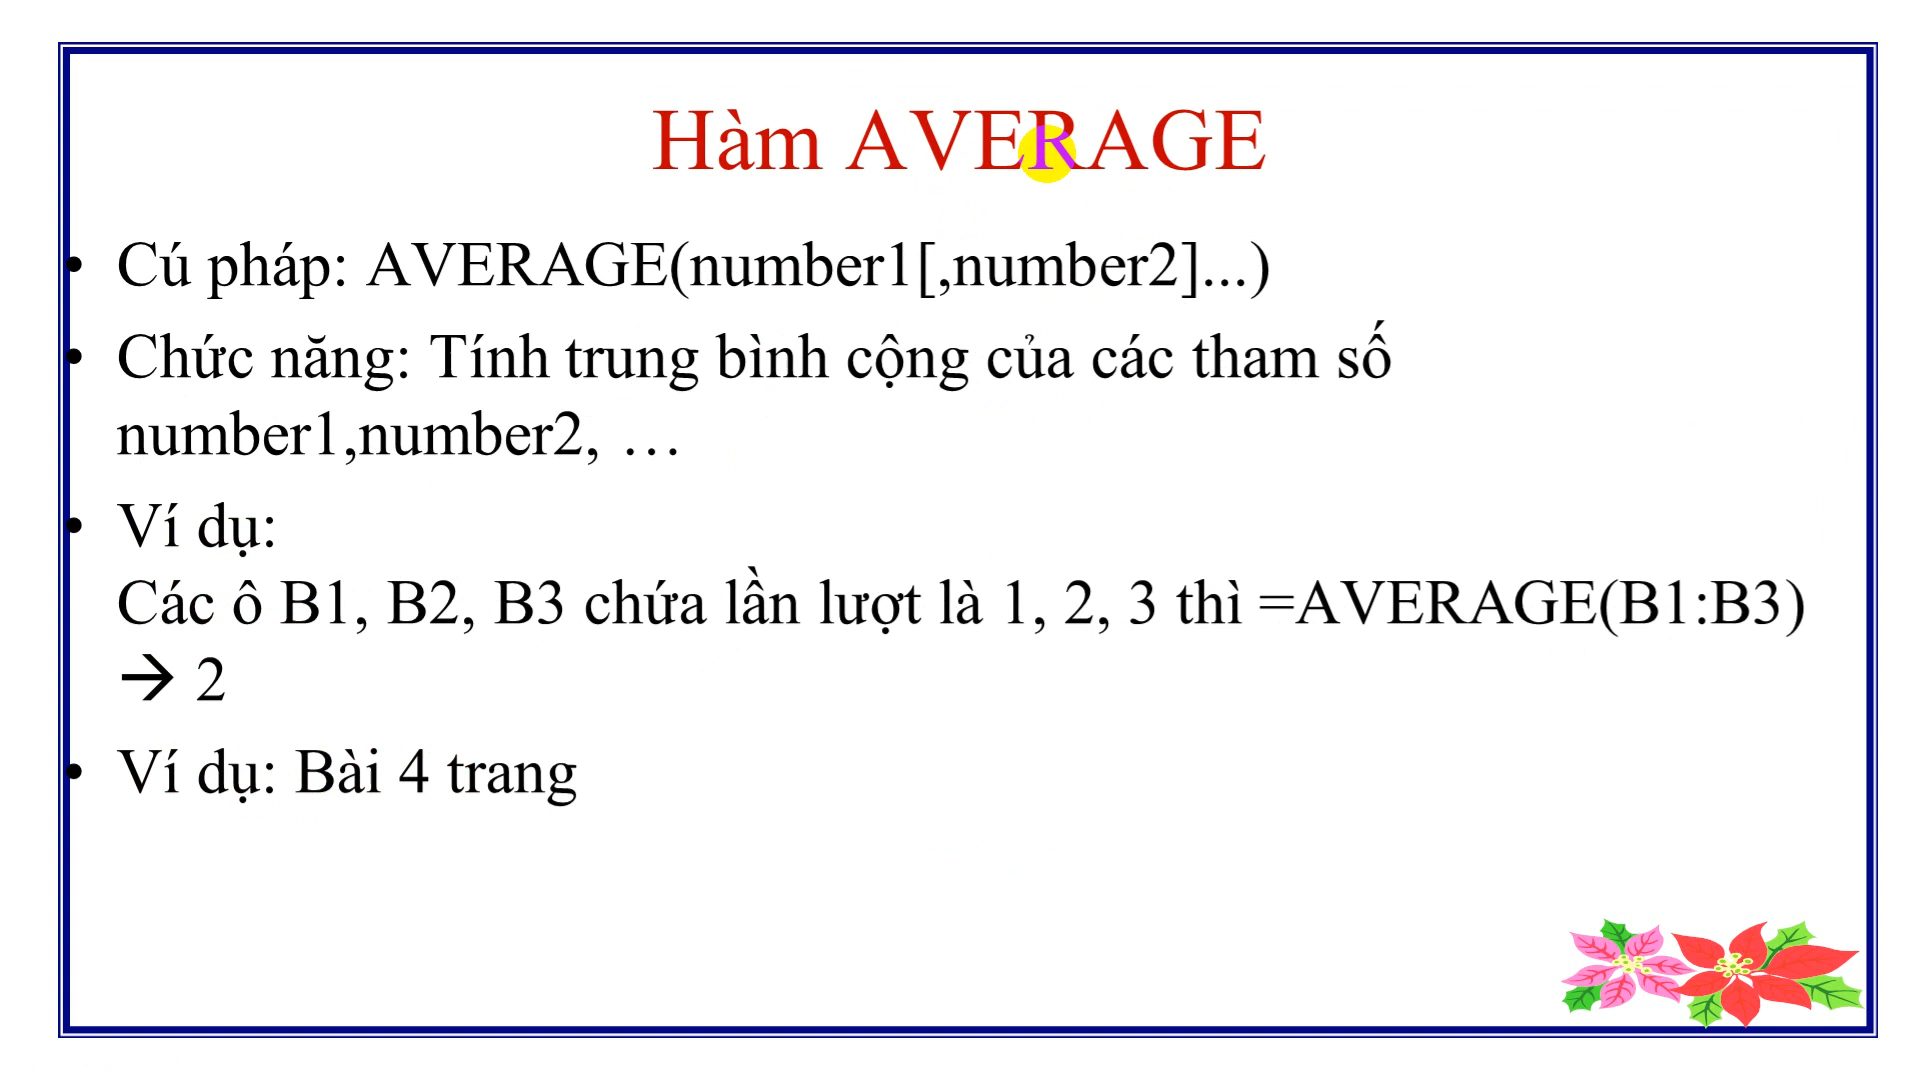 Hàm AVERAGE
• Cú pháp: AVERAGE(number1[,number2]...)
• Chức năng: Tính trung bình cộng của các tham số
number1,number2, …
• Ví dụ:
Các ô B1, B2, B3 chứa lần lượt là 1, 2, 3 thì =AVERAGE(B1:B3)
→ 2
• Ví dụ: Bài 4 trang